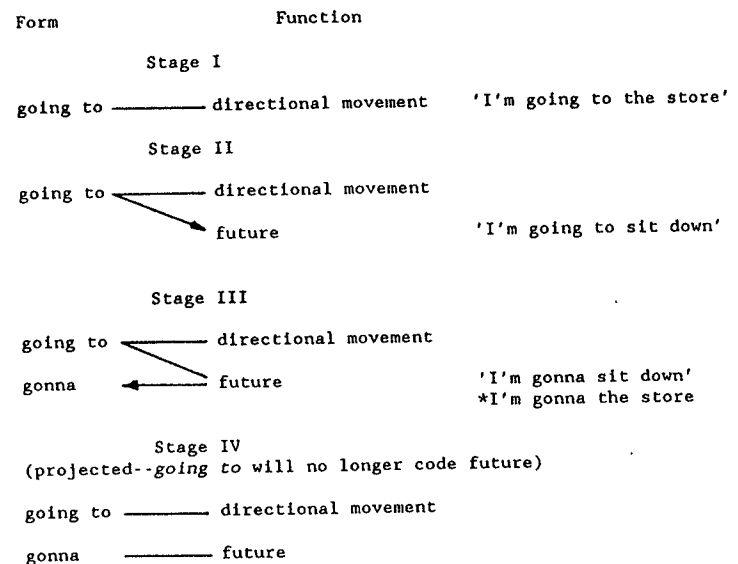 Form Function
Stage I
going to directional movement 'I'm going to the store'
Stage II
going to directional movement
future 'I'm going to sit down'
Stage III
going to directional movement
gonna future 'I'm gonna sit down'
*I'm gonna the store
Stage IV
(projected--going to will no longer code future)
going to directional movement
gonna future